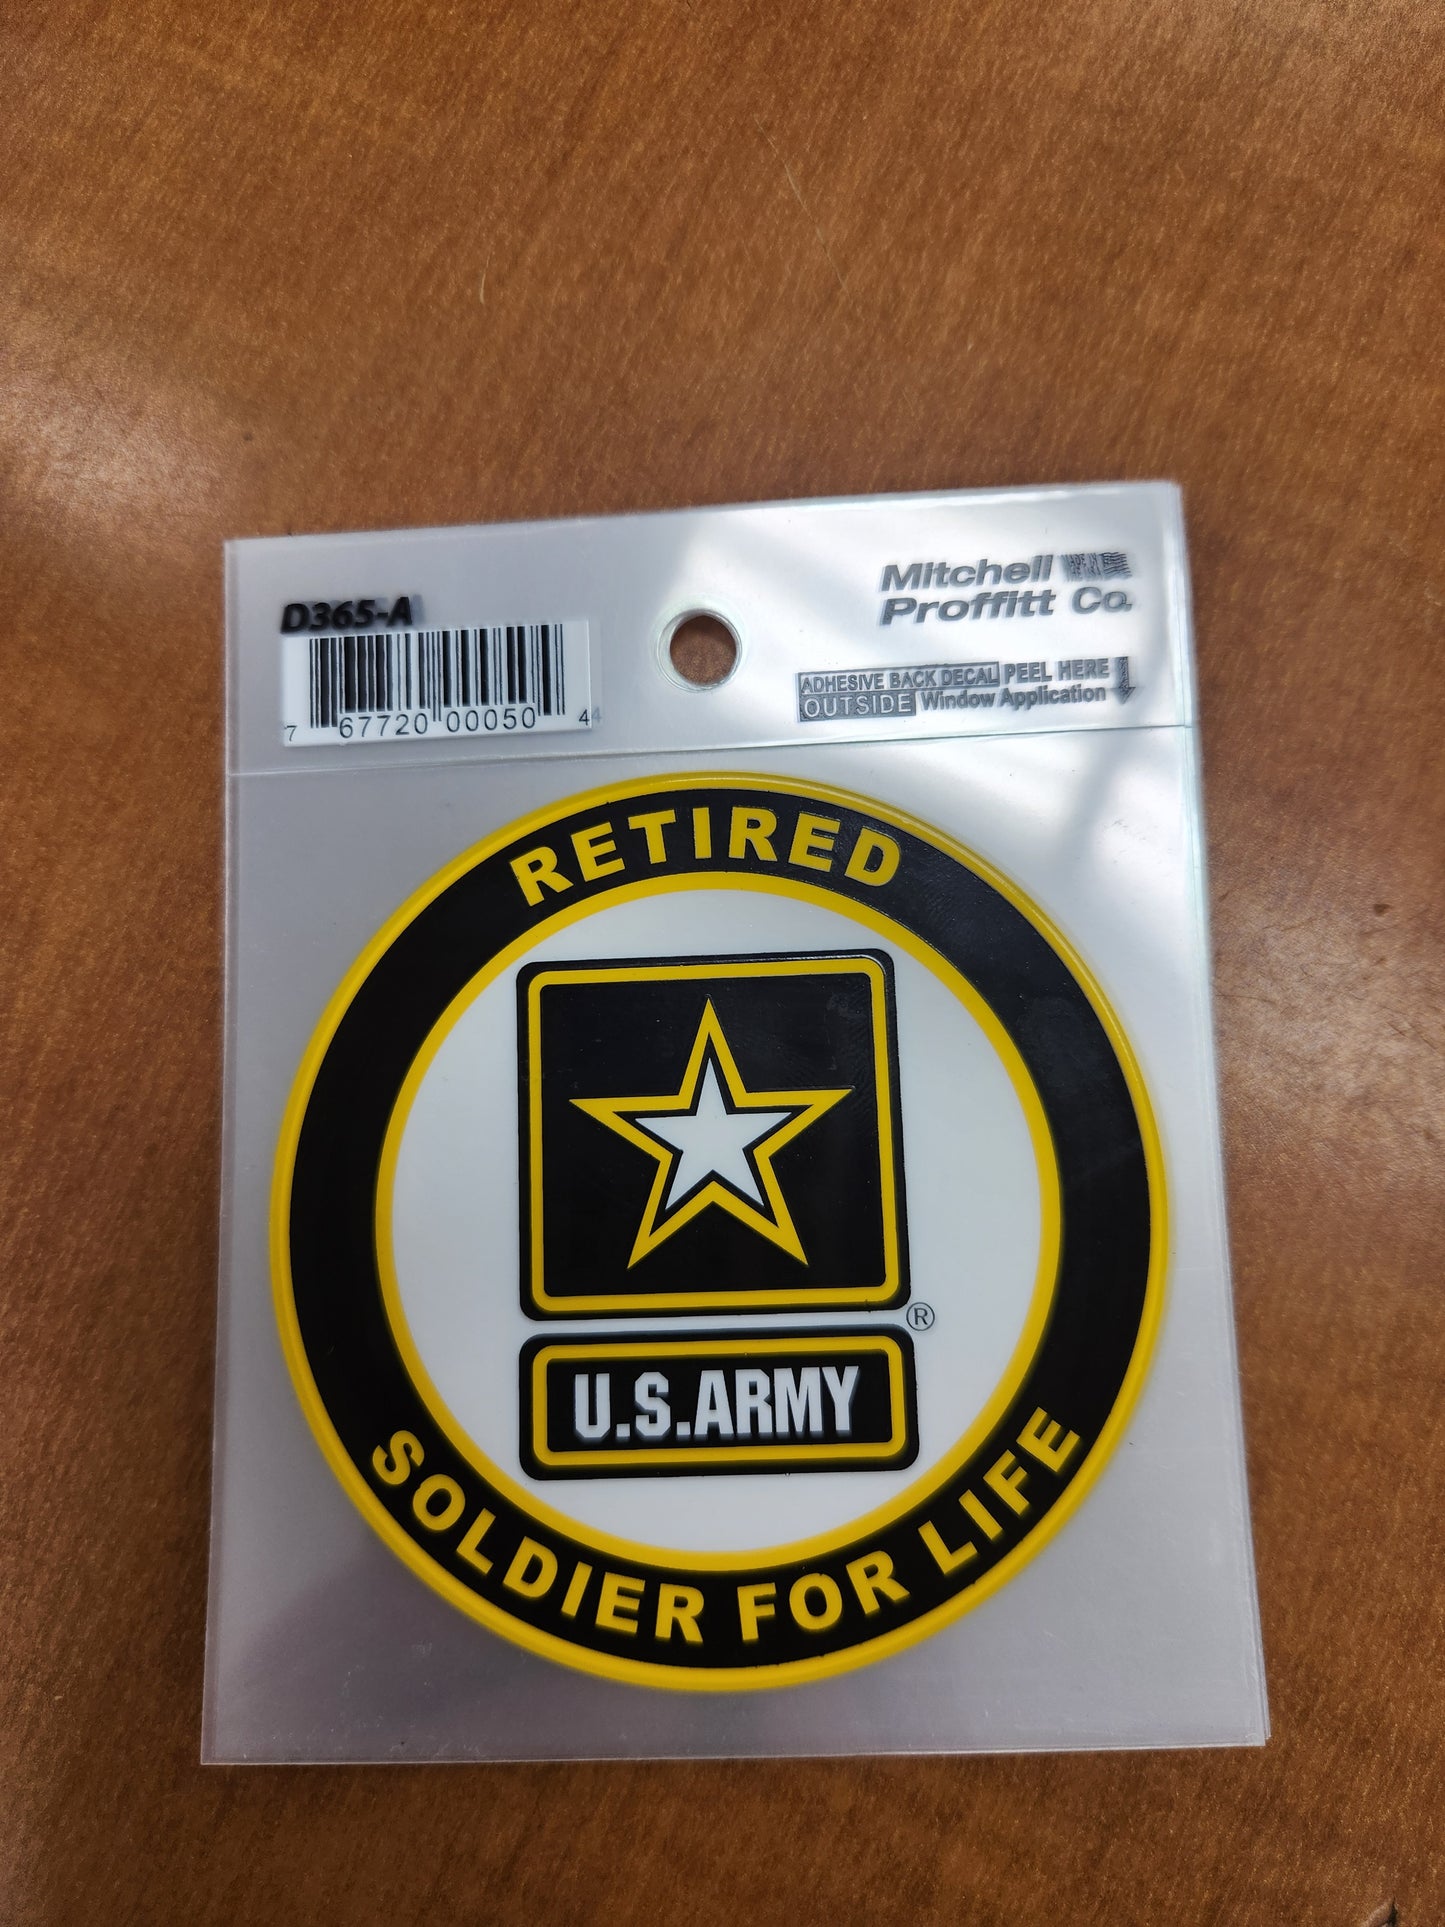 D365-A
7 67720 00050 4
Mitchell
Proffitt Co.
ADHESIVE BACK DECAL PEEL HERE
OUTSIDE Window Application
RETIRED
®
U.S.ARMY
SOLDIER FOR LIFE